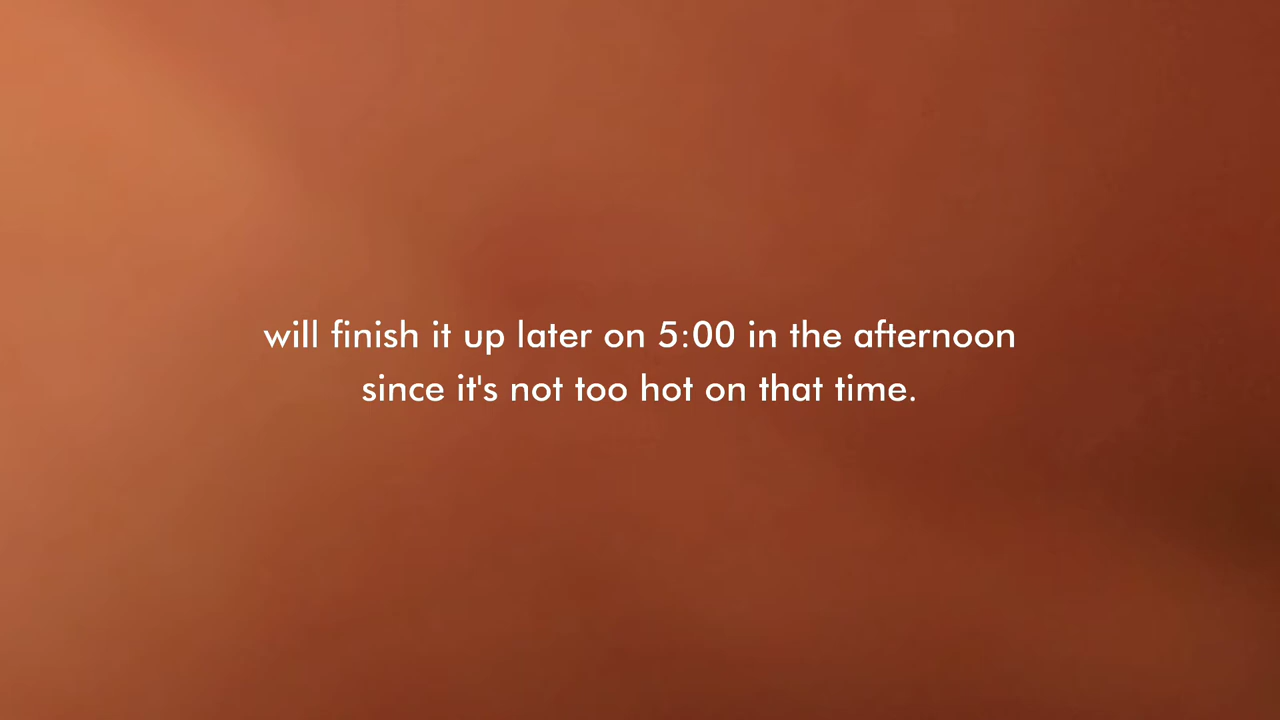 will finish it up later on 5:00 in the afternoon
since it's not too hot on that time.